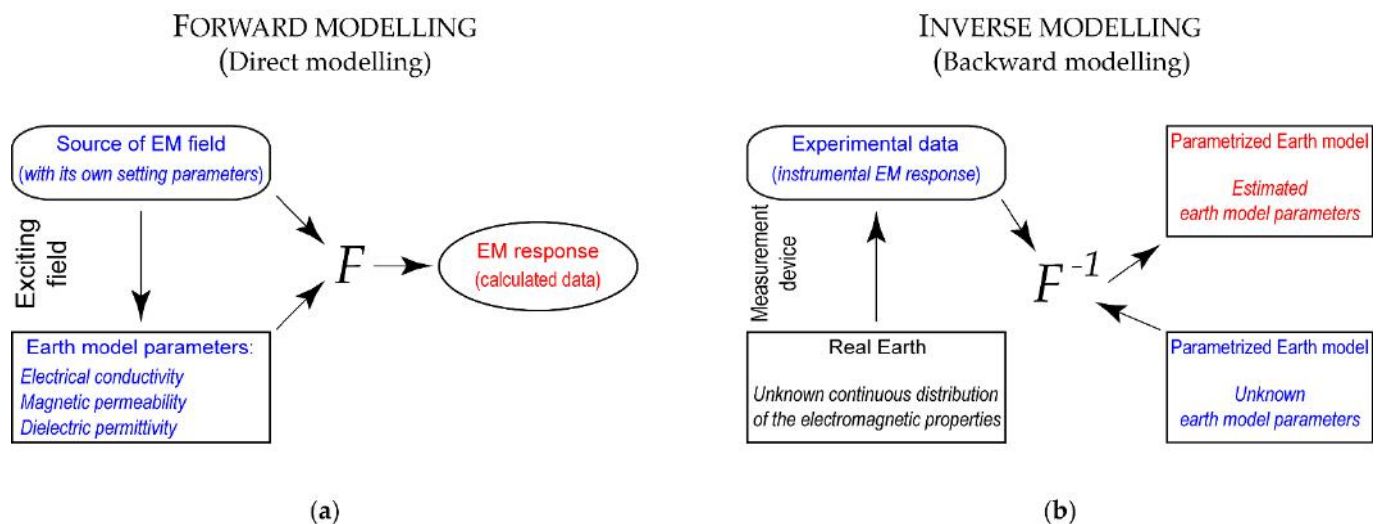 FORWARD MODELLING
(Direct modelling)
Source of EM field
(with its own setting parameters)
Exciting
field
F
EM response
(calculated data)
Earth model parameters:
Electrical conductivity
Magnetic permeability
Dielectric permittivity
(a)
INVERSE MODELLING
(Backward modelling)
Experimental data
(instrumental EM response)
Measurement
device
Real Earth
Unknown continuous distribution
of the electromagnetic properties
F -1
Parametrized Earth model
Estimated
earth model parameters
Parametrized Earth model
Unknown
earth model parameters
(b)